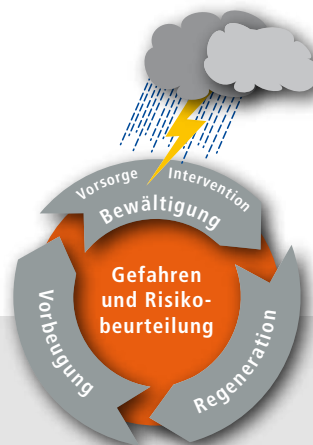 Vorsorge Intervention
Bewältigung
Gefahren
und Risiko-
beurteilung
Vorbeugung
Regeneration